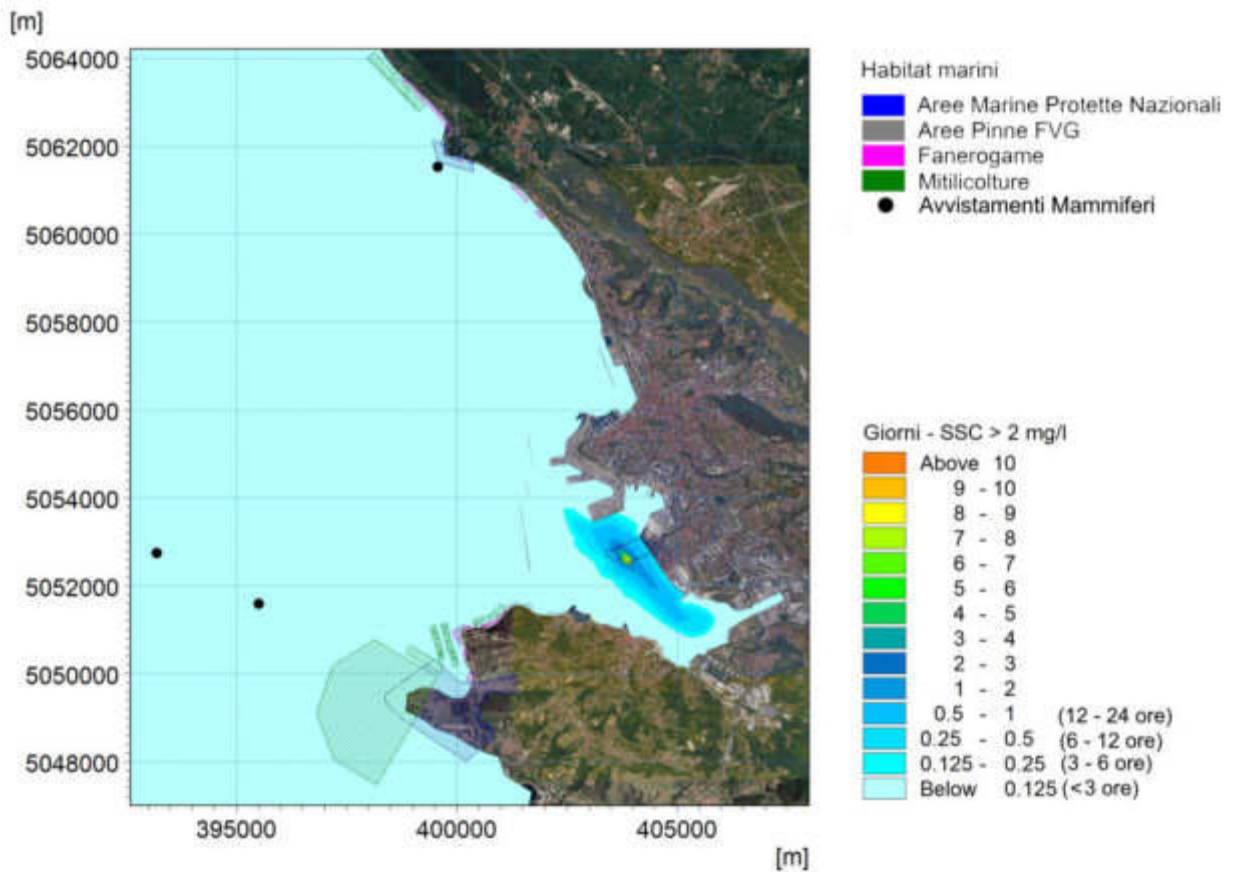 [m]
5064000
5062000
5060000
5058000
5056000
5054000
5052000
5050000
5048000
395000 400000 405000
[m]
Habitat marini
Aree Marine Protette Nazionali
Aree Pinne FVG
Fanerogame
Mitilicolture
Avvistamenti Mammiferi
Giorni - SSC > 2 mg/l
Above 10
9 - 10
8 - 9
7 - 8
6 - 7
5 - 6
4 - 5
3 - 4
2 - 3
1 - 2
0.5 - 1 (12 - 24 ore)
0.25 - 0.5 (6 - 12 ore)
0.125 - 0.25 (3 - 6 ore)
Below 0.125 (<3 ore)